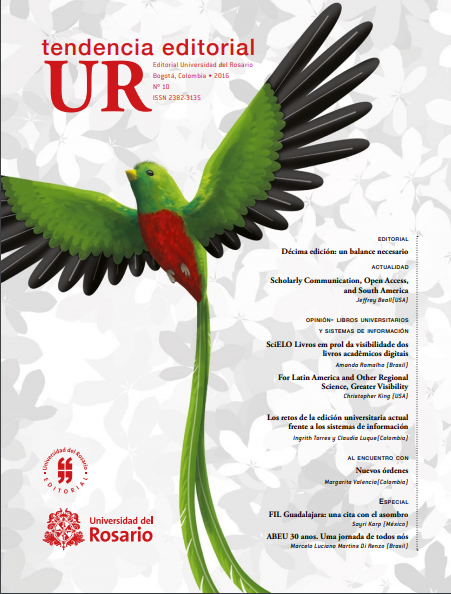 tendencia editorial
UR
Editorial Universidad del Rosario
Bogotá, Colombia • 2016
Nº 10
ISSN 2382-3135
EDITORIAL
Décima edición: un balance necesario
ACTUALIDAD
Scholarly Communication, Open Access,
and South America
Jeffrey Beall (USA)
OPINIÓN- LIBROS UNIVERSITARIOS
Y SISTEMAS DE INFORMACIÓN
SciELO Livros em prol da visibilidade dos
livros acadêmicos digitais
Amanda Ramalho (Brasil)
For Latin America and Other Regional
Science, Greater Visibility
Christopher King (USA)
Los retos de la edición universitaria actual
frente a los sistemas de información
Ingrith Torres y Claudia Luque(Colombia)
AL ENCUENTRO CON
Nuevos órdenes
Margarita Valencia(Colombia)
ESPECIAL
FIL Guadalajara: una cita con el asombro
Sayri Karp (México)
ABEU 30 anos. Uma jornada de todos nós
Marcelo Luciano Martins Di Renzo (Brasil)
Universidad del Rosario
EDITORIAL
Universidad del
Rosario